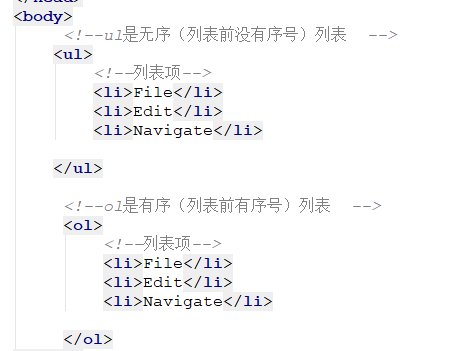 </head>
<body>
<!--ul是无序（列表前没有序号）列表  -->
<ul>
<!--列表项-->
<li>File</li>
<li>Edit</li>
<li>Navigate</li>
</ul>
<!--ol是有序（列表前有序号）列表  -->
<ol>
<!--列表项-->
<li>File</li>
<li>Edit</li>
<li>Navigate</li>
</ol>